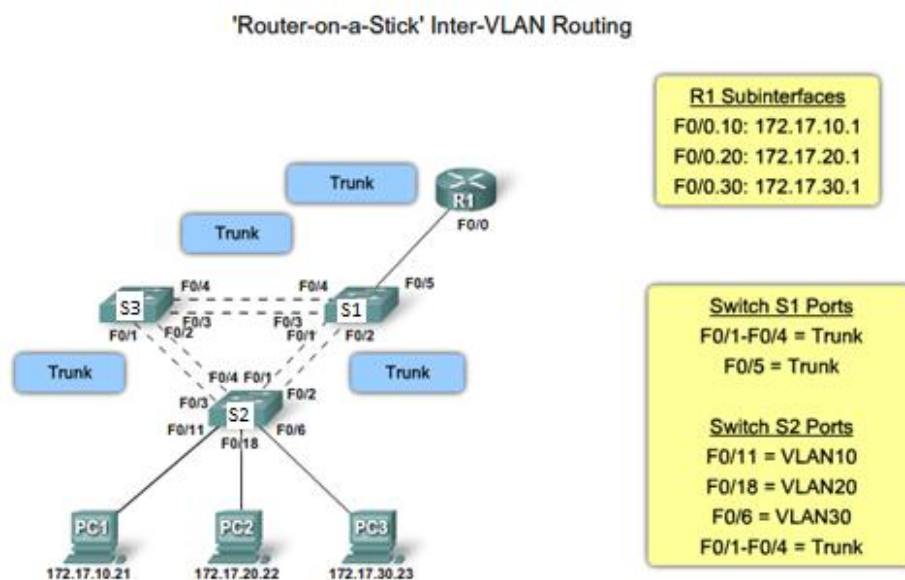 'Router-on-a-Stick' Inter-VLAN Routing
R1 Subinterfaces
F0/0.10: 172.17.10.1
F0/0.20: 172.17.20.1
F0/0.30: 172.17.30.1
Trunk
R1
F0/0
Trunk
F0/4
F0/4
F0/5
S3
S1
F0/3
F0/3
F0/1
F0/2
F0/1
F0/2
Trunk
Trunk
F0/4
F0/1
F0/2
F0/3
S2
F0/11
F0/18
F0/6
PC1
PC2
PC3
172.17.10.21
172.17.20.22
172.17.30.23
Switch S1 Ports
F0/1-F0/4 = Trunk
F0/5 = Trunk
Switch S2 Ports
F0/11 = VLAN10
F0/18 = VLAN20
F0/6 = VLAN30
F0/1-F0/4 = Trunk